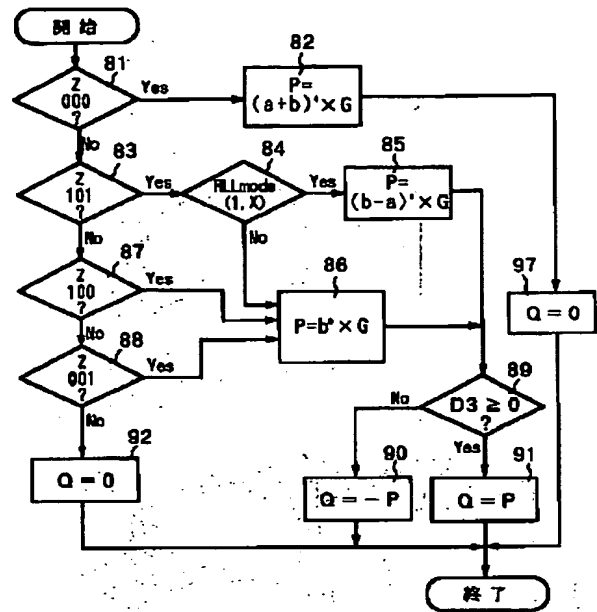 開始
81
Z
000
?
Yes
82
P=
(a+b)'×G
No
83
Z
101
?
Yes
84
RLLmode
(1, X)
Yes
85
P=
(b-a)'×G
No
No
87
Z
100
?
Yes
86
P=b*×G
97
Q=0
No
88
Z
001
?
Yes
89
D3≧0
?
No
Yes
No
92
Q=0
90
Q=-P
91
Q=P
終了